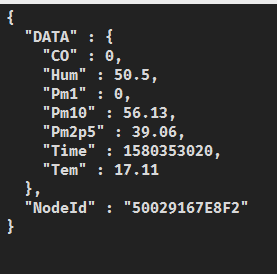 {
"DATA" : {
"CO" : 0,
"Hum" : 50.5,
"Pm1" : 0,
"Pm10" : 56.13,
"Pm2p5" : 39.06,
"Time" : 1580353020,
"Tem" : 17.11
},
"NodeId" : "50029167E8F2"
}